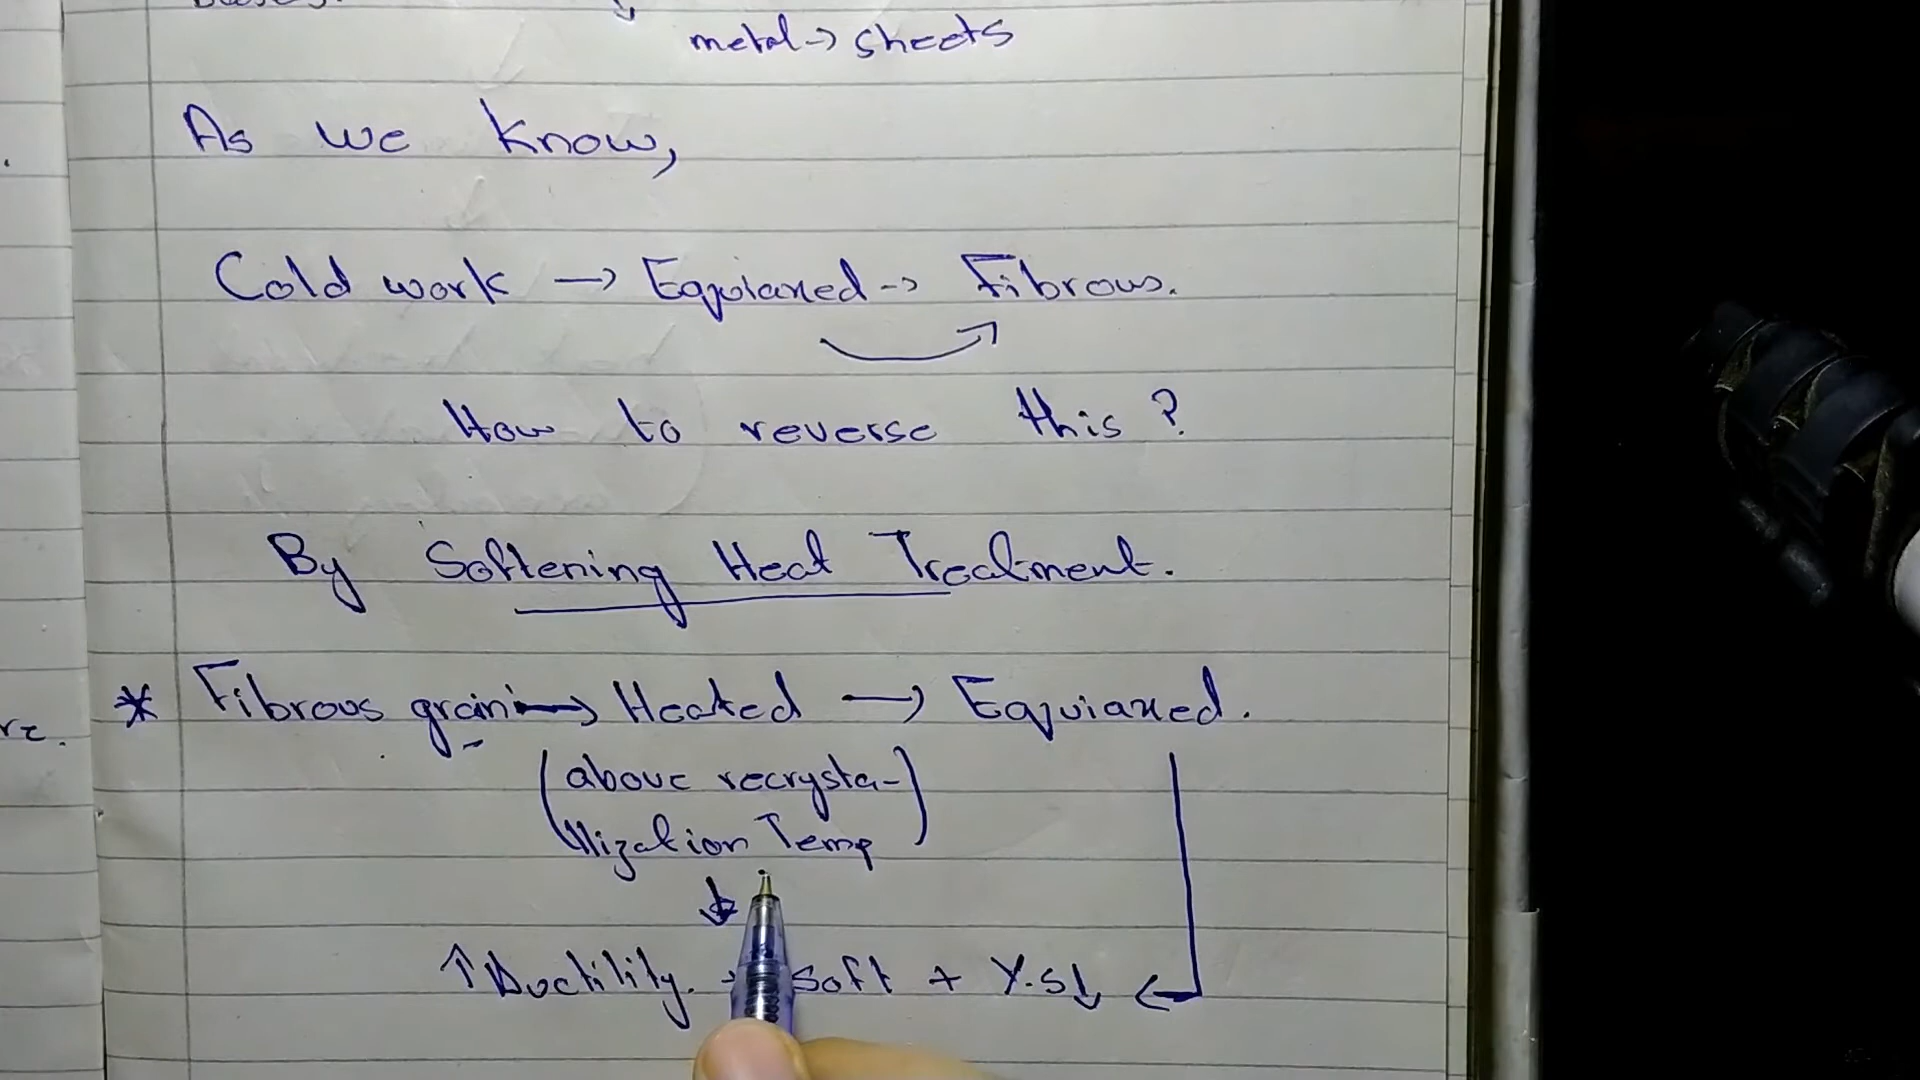 metal → sheets
As we know,
Cold work → Equiaxed → Fibrous.
How to reverse this?
By Softening Heat Treatment.
* Fibrous grain → Heated → Equiaxed.
(above recrysta-
llization Temp)
↓
↑ Ductility. + soft + Y.S↓ ←